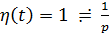 η(t) = 1 ≓ 1/p